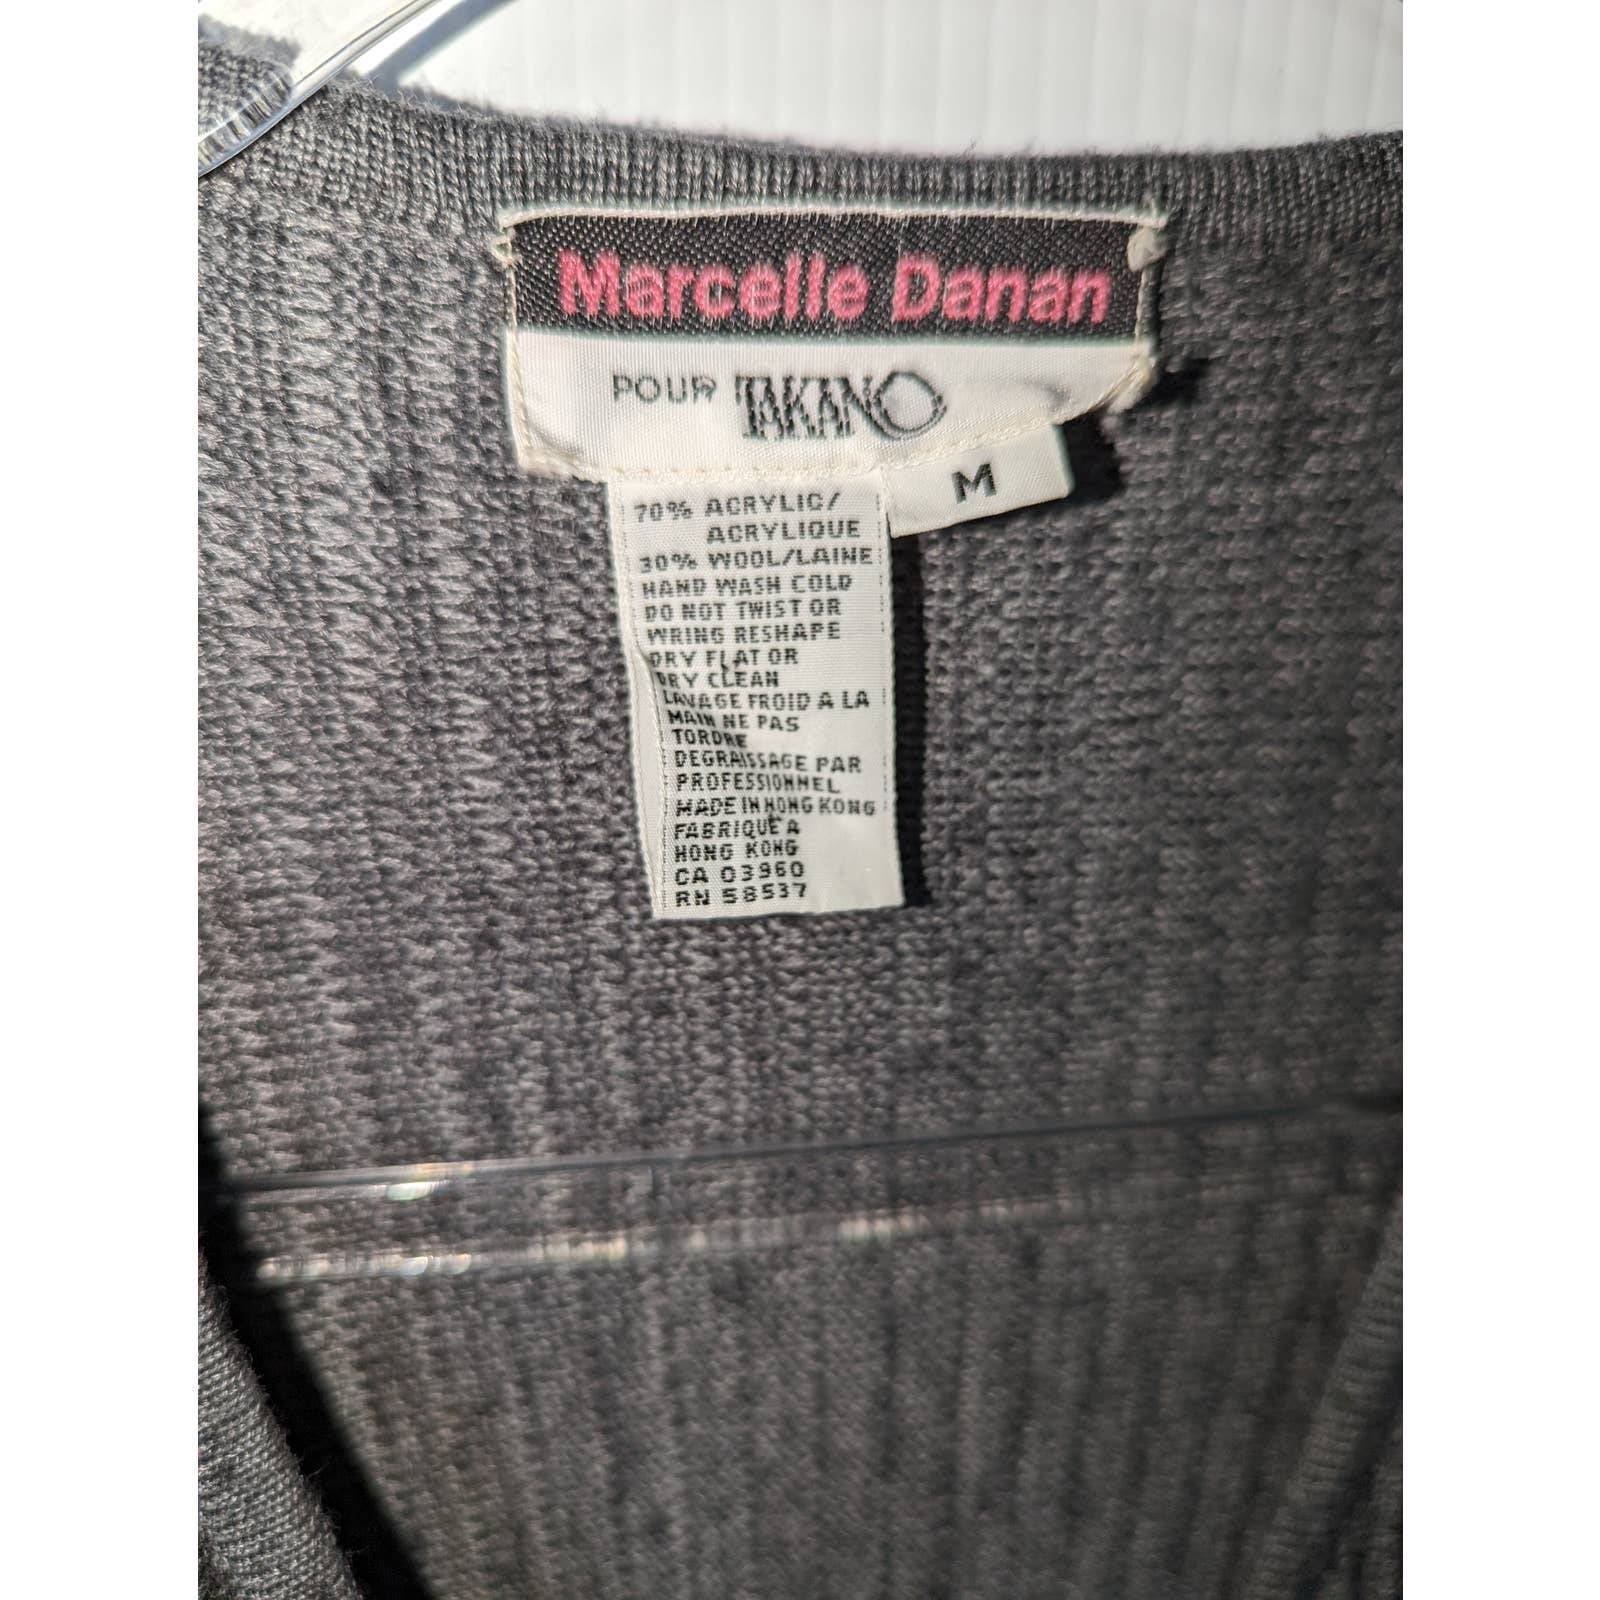 Marcelle Danan
POUR TAKANO
M
70% ACRYLIC/
ACRYLIQUE
30% WOOL/LAINE
HAND WASH COLD
DO NOT TWIST OR
WRING RESHAPE
DRY FLAT OR
DRY CLEAN
LAVAGE FROID A LA
MAIN NE PAS
TORDRE
DEGRAISSAGE PAR
PROFESSIONNEL
MADE IN HONG KONG
FABRIQUE A
HONG KONG
CA 03960
RN 58537